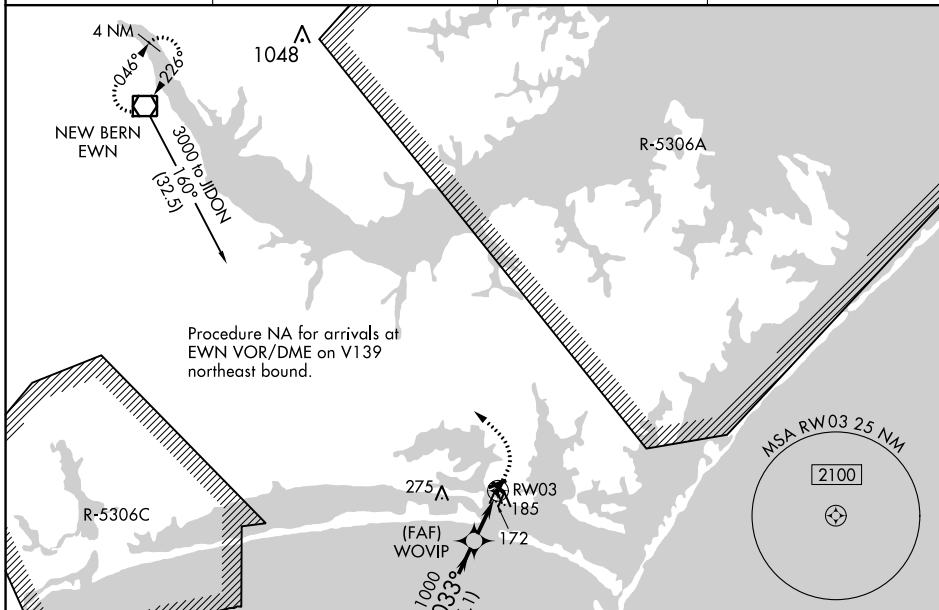 4 NM
1048
046°
226°
NEW BERN
EWN
3000 to JIDON
160°
(32.5)
R-5306A
Procedure NA for arrivals at
EWN VOR/DME on V139
northeast bound.
MSA RW03 25 NM
2100
275
RW03
185
R-5306C
(FAF)
WOVIP
172
1000
033°